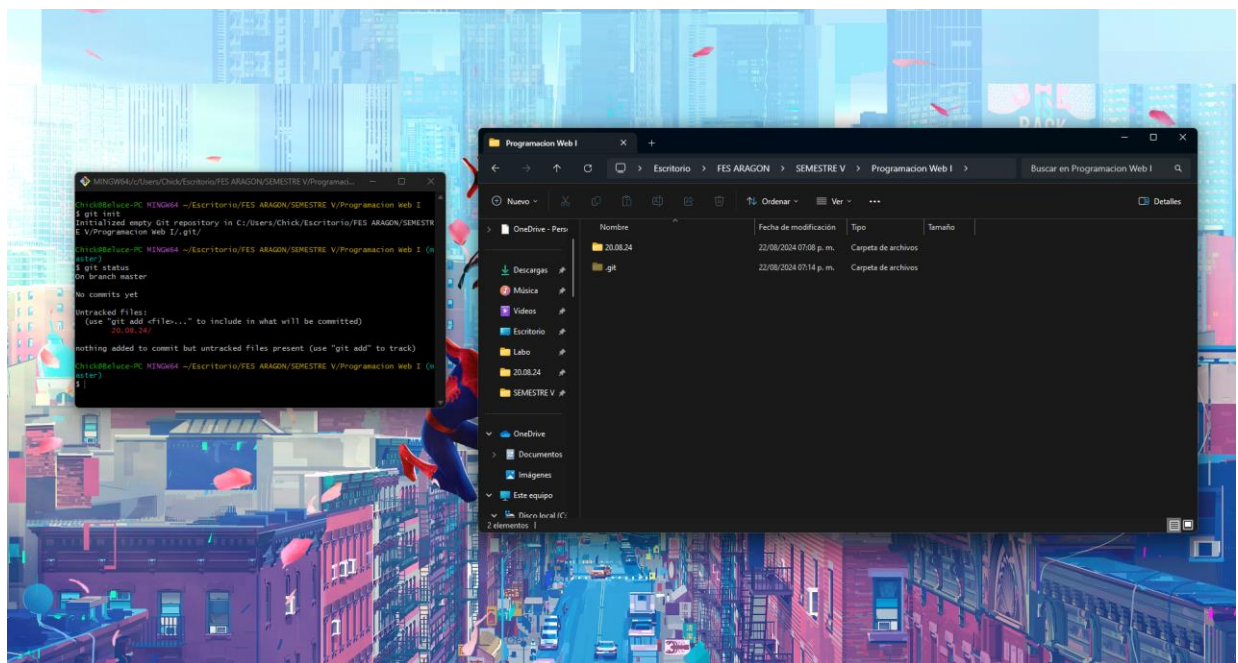 MINGW64:/c/Users/Chick/Escritorio/FES ARAGON/SEMESTRE V/Programaci...
Chick@Beluce-PC MINGW64 ~/Escritorio/FES ARAGON/SEMESTRE V/Programacion Web I
$ git init
Initialized empty Git repository in C:/Users/Chick/Escritorio/FES ARAGON/SEMESTR
E V/Programacion Web I/.git/
Chick@Beluce-PC MINGW64 ~/Escritorio/FES ARAGON/SEMESTRE V/Programacion Web I (m
aster)
$ git status
On branch master
No commits yet
Untracked files:
(use "git add <file>..." to include in what will be committed)
20.08.24/
nothing added to commit but untracked files present (use "git add" to track)
Chick@Beluce-PC MINGW64 ~/Escritorio/FES ARAGON/SEMESTRE V/Programacion Web I (m
aster)
$
Programacion Web I
Escritorio > FES ARAGON > SEMESTRE V > Programacion Web I >
Buscar en Programacion Web I
Nuevo
Ordenar
Ver
...
Detalles
Nombre Fecha de modificación Tipo Tamaño
20.08.24 22/08/2024 07:08 p. m. Carpeta de archivos
.git 22/08/2024 07:14 p. m. Carpeta de archivos
OneDrive - Pers
Descargas
Música
Videos
Escritorio
Labo
20.08.24
SEMESTRE V
OneDrive
Documentos
Imágenes
Este equipo
Disco local (C:
2 elementos